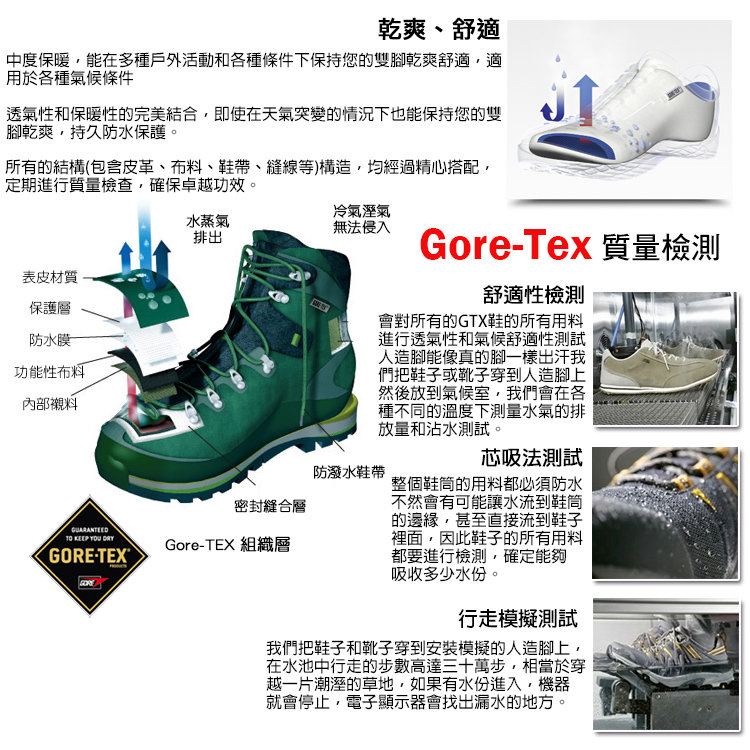 乾爽、舒適
中度保暖，能在多種戶外活動和各種條件下保持您的雙腳乾爽舒適，適
用於各種氣候條件
透氣性和保暖性的完美結合，即使在天氣突變的情況下也能保持您的雙
腳乾爽，持久防水保護。
所有的結構(包含皮革、布料、鞋帶、縫線等)構造，均經過精心搭配，
定期進行質量檢查，確保卓越功效。
水蒸氣
排出
冷氣溼氣
無法侵入
表皮材質
保護層
防水膜
功能性布料
內部襯料
防潑水鞋帶
密封縫合層
Gore-TEX 組織層
GUARANTEED
TO KEEP YOU DRY
GORE-TEX®
PRODUCTS
GORE
Gore-Tex 質量檢測
舒適性檢測
會對所有的GTX鞋的所有用料
進行透氣性和氣候舒適性測試
人造腳能像真的腳一樣出汗我
們把鞋子或靴子穿到人造腳上
然後放到氣候室，我們會在各
種不同的溫度下測量水氣的排
放量和沾水測試。
芯吸法測試
整個鞋筒的用料都必須防水
不然會有可能讓水流到鞋筒
的邊緣，甚至直接流到鞋子
裡面，因此鞋子的所有用料
都要進行檢測，確定能夠
吸收多少水份。
行走模擬測試
我們把鞋子和靴子穿到安裝模擬的人造腳上，
在水池中行走的步數高達三十萬步，相當於穿
越一片潮溼的草地，如果有水份進入，機器
就會停止，電子顯示器會找出漏水的地方。